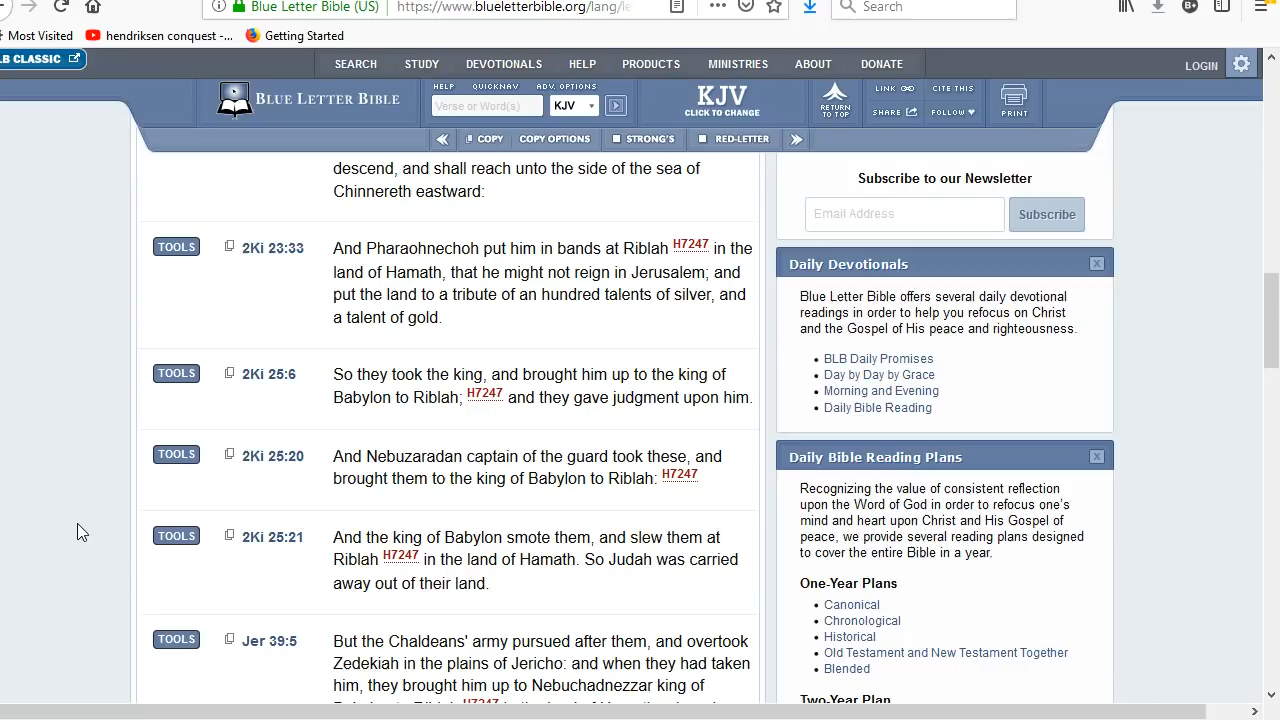 Blue Letter Bible (US)
https://www.blueletterbible.org/lang/le
Search
Most Visited
hendriksen conquest -...
Getting Started
LB CLASSIC
SEARCH
STUDY
DEVOTIONALS
HELP
PRODUCTS
MINISTRIES
ABOUT
DONATE
LOGIN
BLUE LETTER BIBLE
HELP
QUICKNAV
ADV. OPTIONS
Verse or Word(s)
KJV
KJV
CLICK TO CHANGE
RETURN
TO TOP
LINK
CITE THIS
SHARE
FOLLOW
PRINT
COPY
COPY OPTIONS
STRONG'S
RED-LETTER
descend, and shall reach unto the side of the sea of
Chinnereth eastward:
TOOLS
2Ki 23:33
And Pharaohnechoh put him in bands at Riblah H7247 in the
land of Hamath, that he might not reign in Jerusalem; and
put the land to a tribute of an hundred talents of silver, and
a talent of gold.
TOOLS
2Ki 25:6
So they took the king, and brought him up to the king of
Babylon to Riblah; H7247 and they gave judgment upon him.
TOOLS
2Ki 25:20
And Nebuzaradan captain of the guard took these, and
brought them to the king of Babylon to Riblah: H7247
TOOLS
2Ki 25:21
And the king of Babylon smote them, and slew them at
Riblah H7247 in the land of Hamath. So Judah was carried
away out of their land.
TOOLS
Jer 39:5
But the Chaldeans' army pursued after them, and overtook
Zedekiah in the plains of Jericho: and when they had taken
him, they brought him up to Nebuchadnezzar king of
Subscribe to our Newsletter
Email Address
Subscribe
Daily Devotionals
Blue Letter Bible offers several daily devotional
readings in order to help you refocus on Christ
and the Gospel of His peace and righteousness.
BLB Daily Promises
Day by Day by Grace
Morning and Evening
Daily Bible Reading
Daily Bible Reading Plans
Recognizing the value of consistent reflection
upon the Word of God in order to refocus one's
mind and heart upon Christ and His Gospel of
peace, we provide several reading plans designed
to cover the entire Bible in a year.
One-Year Plans
Canonical
Chronological
Historical
Old Testament and New Testament Together
Blended
Two-Year Plan